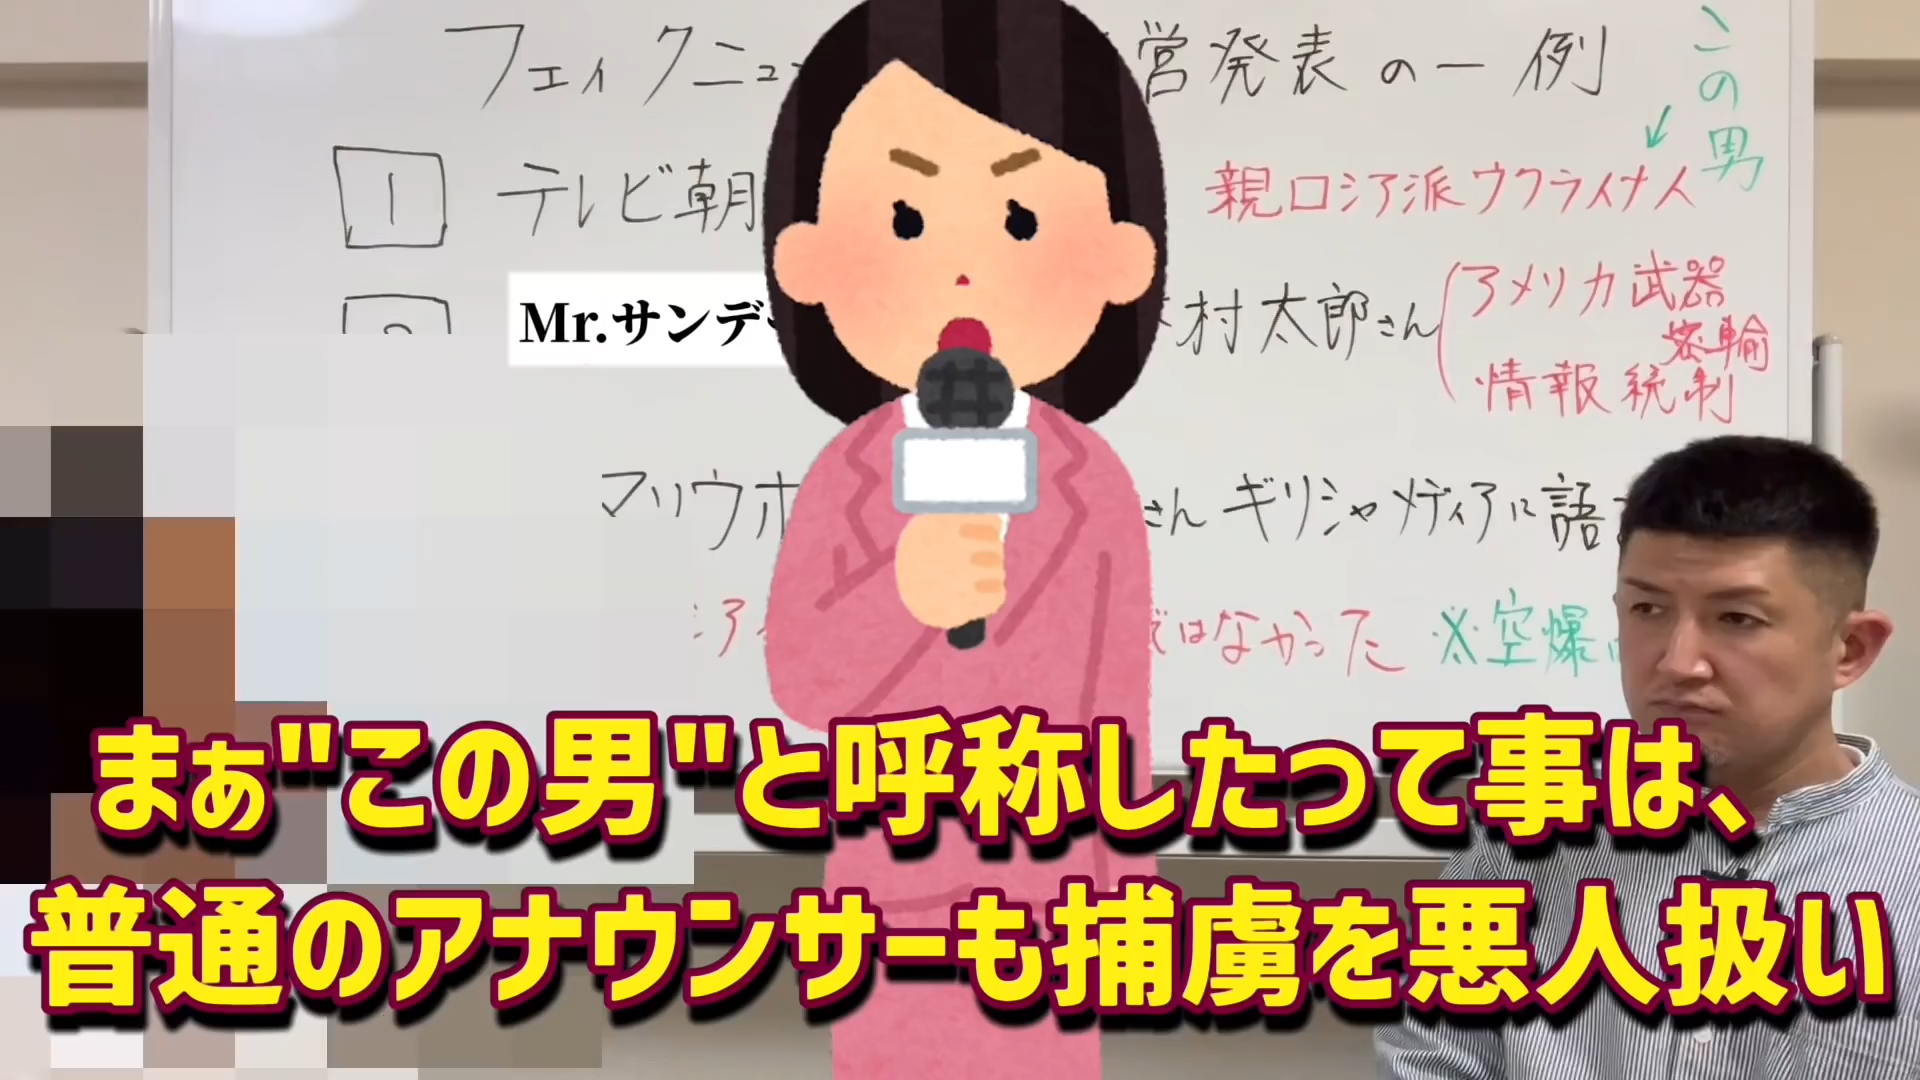 フェイクニュ 営発表の一例
この男
1 テレビ朝 親ロシア派ウクライナ人
Mr.サンデ 村太郎さん アメリカ武器
密輸
情報統制
マリウポ さん ギリシャメディアに語
ではなかった ※空爆
まぁ"この男"と呼称したって事は、
普通のアナウンサーも捕虜を悪人扱い